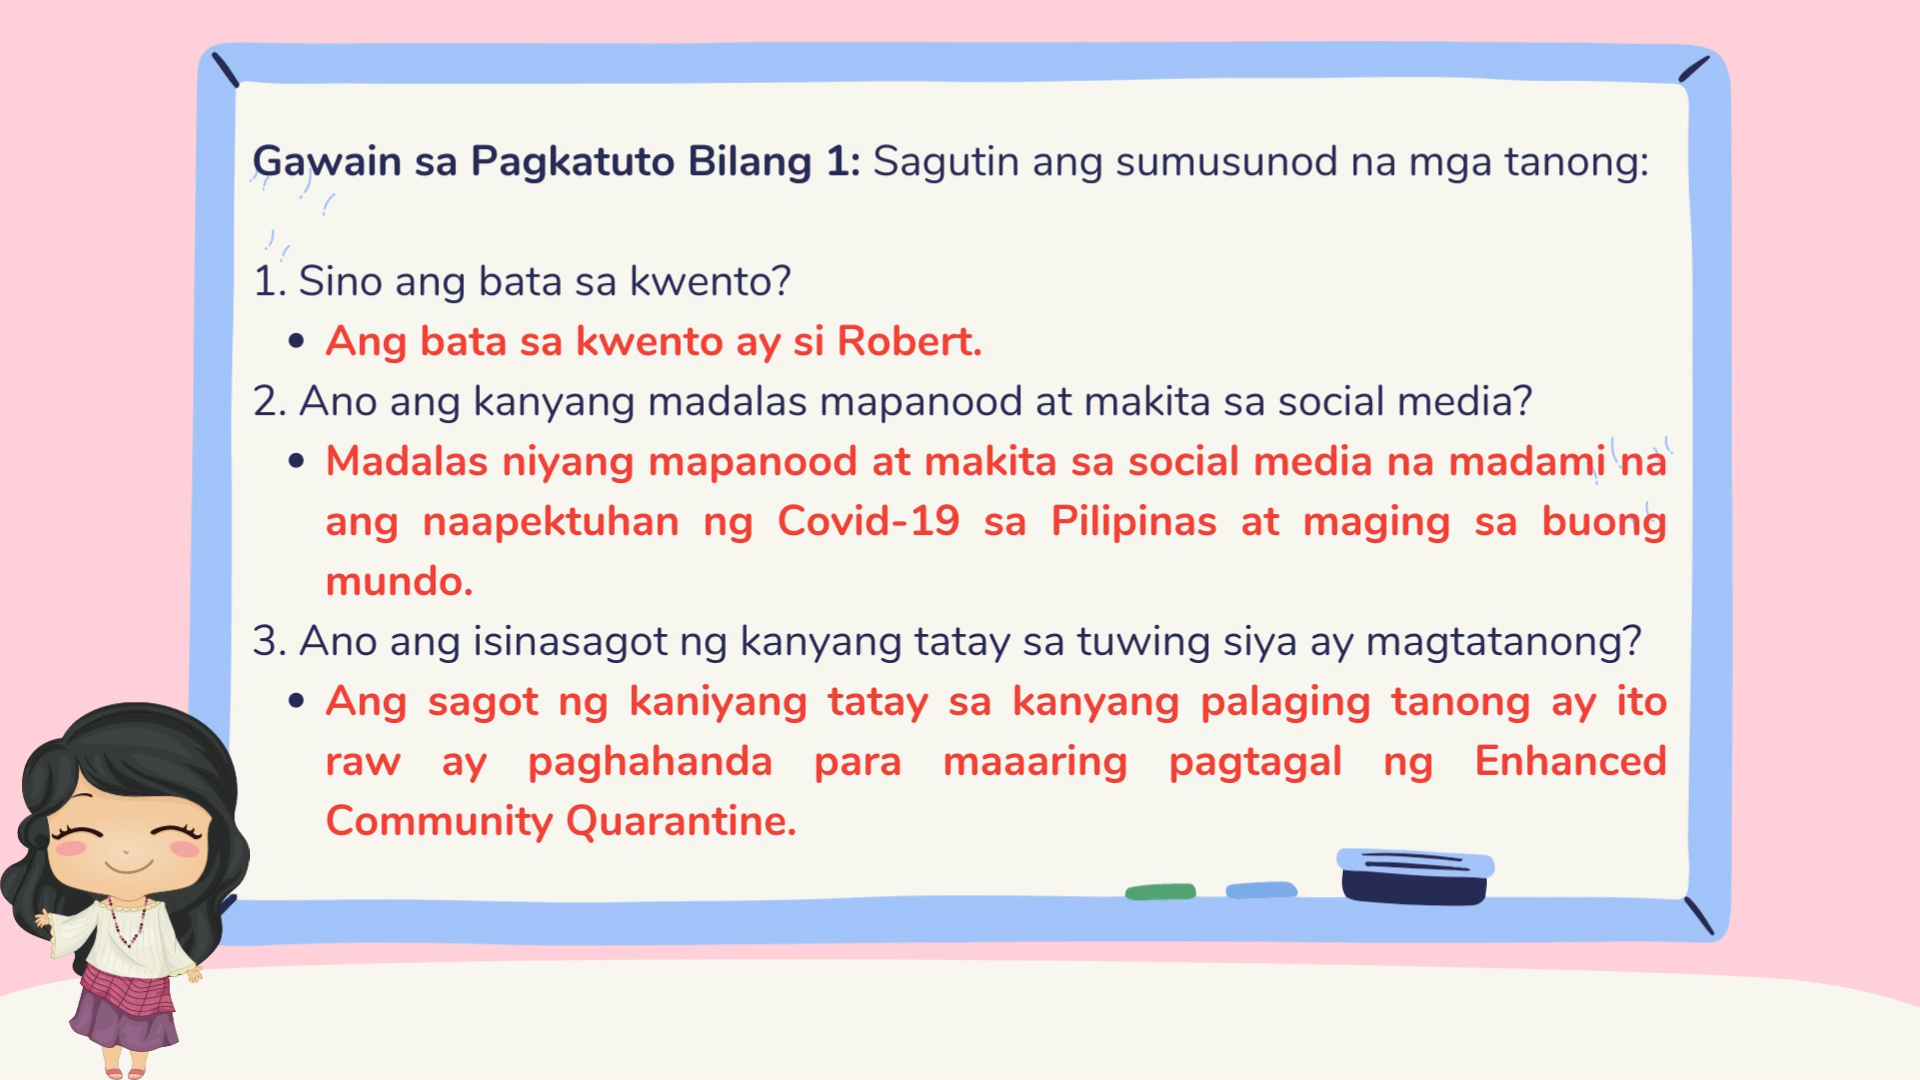 Gawain sa Pagkatuto Bilang 1: Sagutin ang sumusunod na mga tanong:
1. Sino ang bata sa kwento?
• Ang bata sa kwento ay si Robert.
2. Ano ang kanyang madalas mapanood at makita sa social media?
• Madalas niyang mapanood at makita sa social media na madami na
ang naapektuhan ng Covid-19 sa Pilipinas at maging sa buong
mundo.
3. Ano ang isinasagot ng kanyang tatay sa tuwing siya ay magtatanong?
• Ang sagot ng kaniyang tatay sa kanyang palaging tanong ay ito
raw ay paghahanda para maaaring pagtagal ng Enhanced
Community Quarantine.